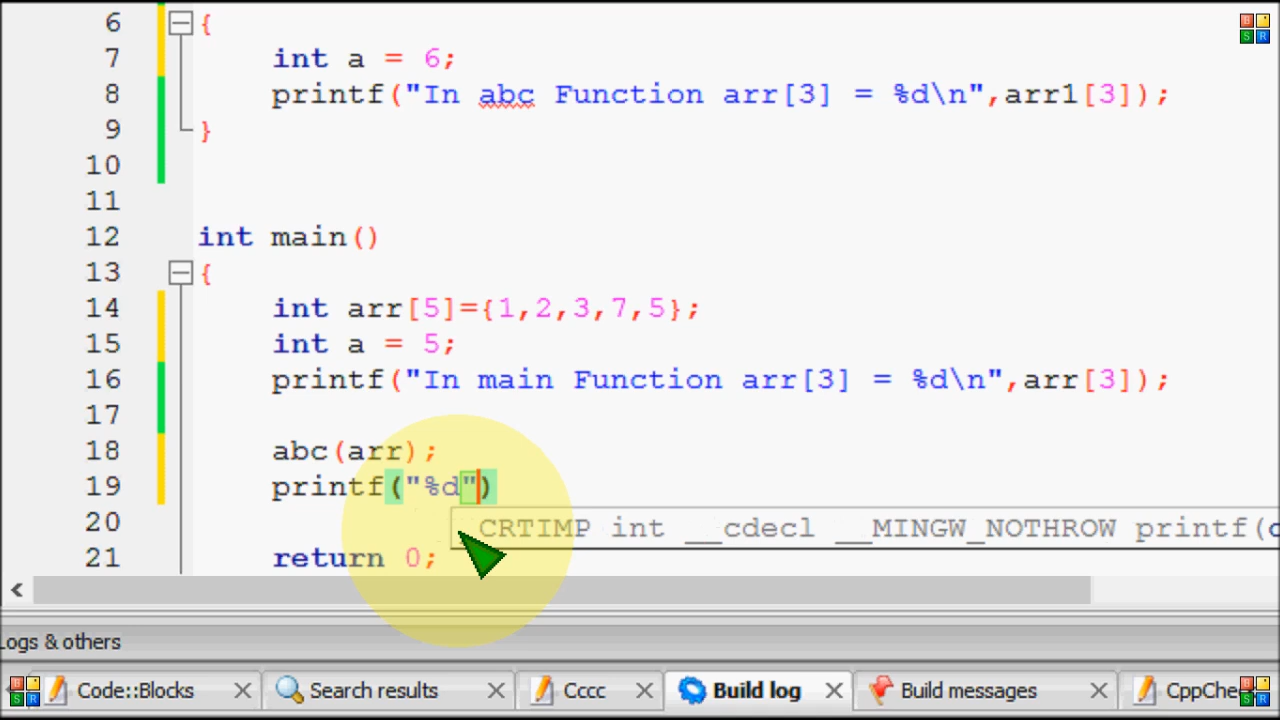 6 {
7 int a = 6;
8 printf("In abc Function arr[3] = %d\n",arr1[3]);
9 }
10
11
12 int main()
13 {
14 int arr[5]={1,2,3,7,5};
15 int a = 5;
16 printf("In main Function arr[3] = %d\n",arr[3]);
17
18 abc(arr);
19 printf("%d")
20 _CRTIMP int __cdecl __MINGW_NOTHROW printf(c
21 return 0;
Logs & others
Code::Blocks Search results Cccc Build log Build messages CppChe